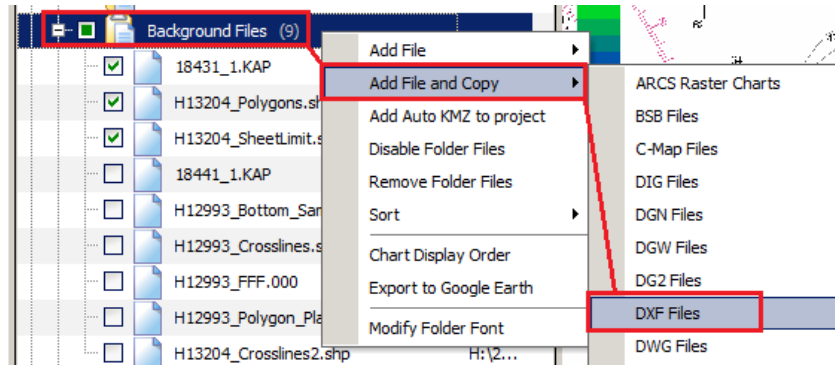 Background Files (9)
18431_1.KAP
H13204_Polygons.sh
H13204_SheetLimit.s
18441_1.KAP
H12993_Bottom_Sar
H12993_Crosslines.s
H12993_FFF.000
H12993_Polygon_Pla
H13204_Crosslines2.shp H:\2...
Add File
Add File and Copy
Add Auto KMZ to project
Disable Folder Files
Remove Folder Files
Sort
Chart Display Order
Export to Google Earth
Modify Folder Font
ARCS Raster Charts
BSB Files
C-Map Files
DIG Files
DGN Files
DGW Files
DG2 Files
DXF Files
DWG Files